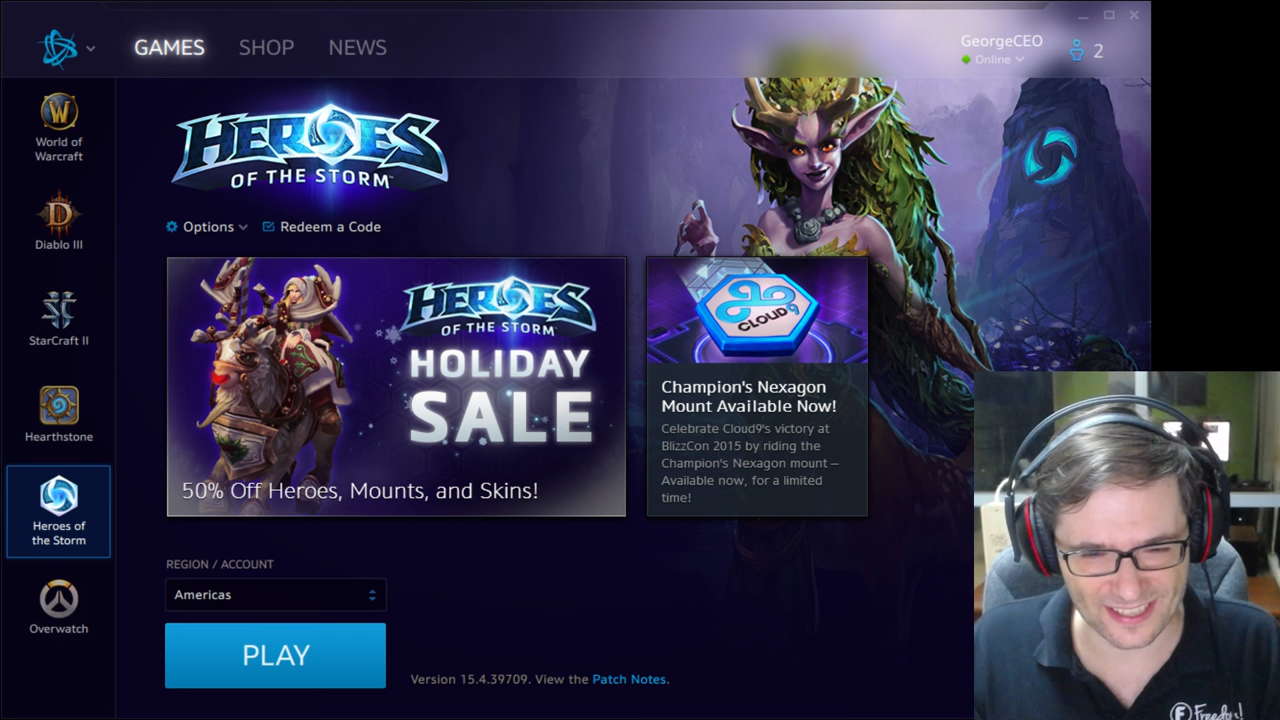 GAMES SHOP NEWS
GeorgeCEO
Online
2
World of
Warcraft
Diablo III
StarCraft II
Hearthstone
Heroes of
the Storm
Overwatch
HEROES
OF THE STORM™
Options
Redeem a Code
HEROES
OF THE STORM™
HOLIDAY
SALE
50% Off Heroes, Mounts, and Skins!
CLOUD9
Champion's Nexagon
Mount Available Now!
Celebrate Cloud9's victory at
BlizzCon 2015 by riding the
Champion's Nexagon mount —
Available now, for a limited
time!
REGION / ACCOUNT
Americas
PLAY
Version 15.4.39709. View the Patch Notes.
Freedom!